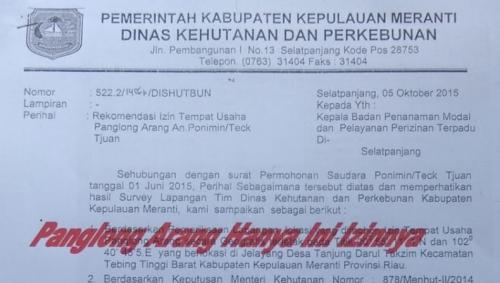 PEMERINTAH KABUPATEN KEPULAUAN MERANTI
DINAS KEHUTANAN DAN PERKEBUNAN
Jln. Pembangunan I No.13 Selatpanjang Kode Pos 28753
Telepon. (0763) 31404 Faks : 31404
Nomor : 522.2/ /DISHUTBUN
Lampiran : -
Perihal : Rekomendasi Izin Tempat Usaha
Panglong Arang An.Ponimin/Teck
Tjuan
Selatpanjang, 05 Oktober 2015
Kepada Yth :
Kepala Badan Penanaman Modal
dan Pelayanan Perizinan Terpadu
Di-
Selatpanjang
Sehubungan dengan surat Permohonan Saudara Ponimin/Teck Tjuan
tanggal 01 Juni 2015, Perihal Sebagaimana tersebut diatas dan memperhatikan
hasil Survey Lapangan Tim Dinas Kehutanan dan Perkebunan Kabupaten
Kepulauan Meranti, kami sampaikan sebagai berikut :
1. Berdasarkan Tempat Usaha
Panglong Arang N dan 102°
40' 45.5 E yang berlokasi di Jelayang Desa Tanjung Darul Takzim Kecamatan
Tebing Tinggi Barat Kabupaten Kepulauan Meranti Provinsi Riau.
2. Berdasarkan Keputusan Menteri Kehutanan Nomor : 878/Menhut-II/2014